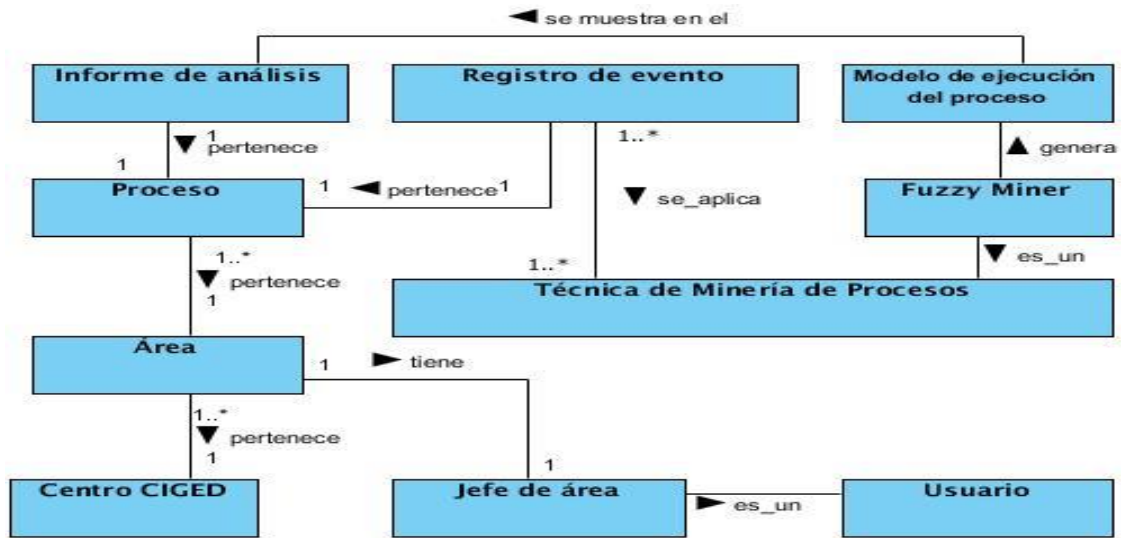 se muestra en el
Informe de análisis
Registro de evento
Modelo de ejecución
del proceso
1
pertenece
1
1..*
genera
Proceso
1
pertenece
1
se_aplica
Fuzzy Miner
1..*
pertenece
1
1..*
es_un
Técnica de Minería de Procesos
Área
1
tiene
1..*
pertenece
1
1
Centro CIGED
Jefe de área
es_un
Usuario